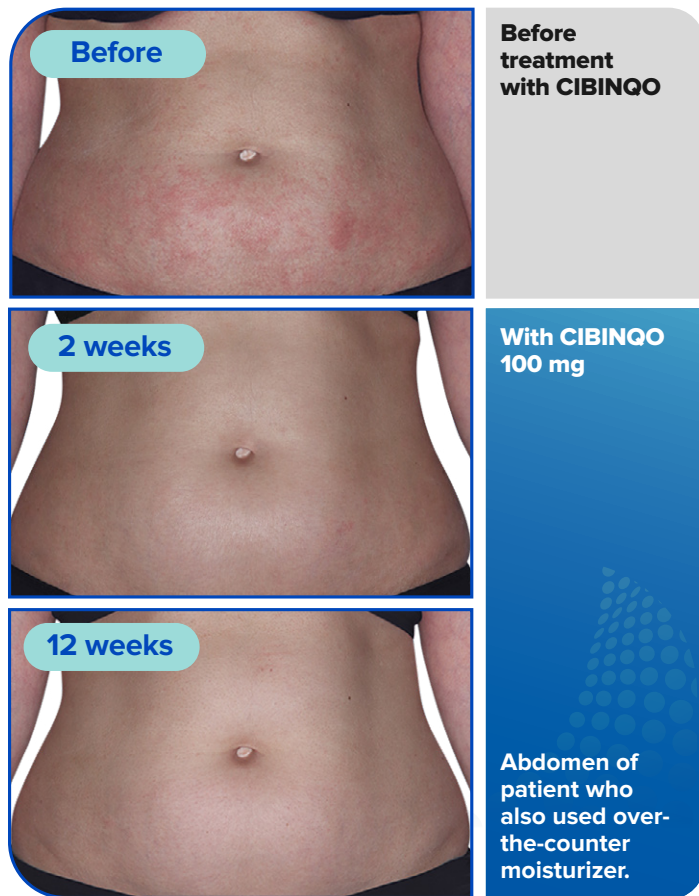 Before
Before
treatment
with CIBINQO
2 weeks
With CIBINQO
100 mg
12 weeks
Abdomen of
patient who
also used over-
the-counter
moisturizer.